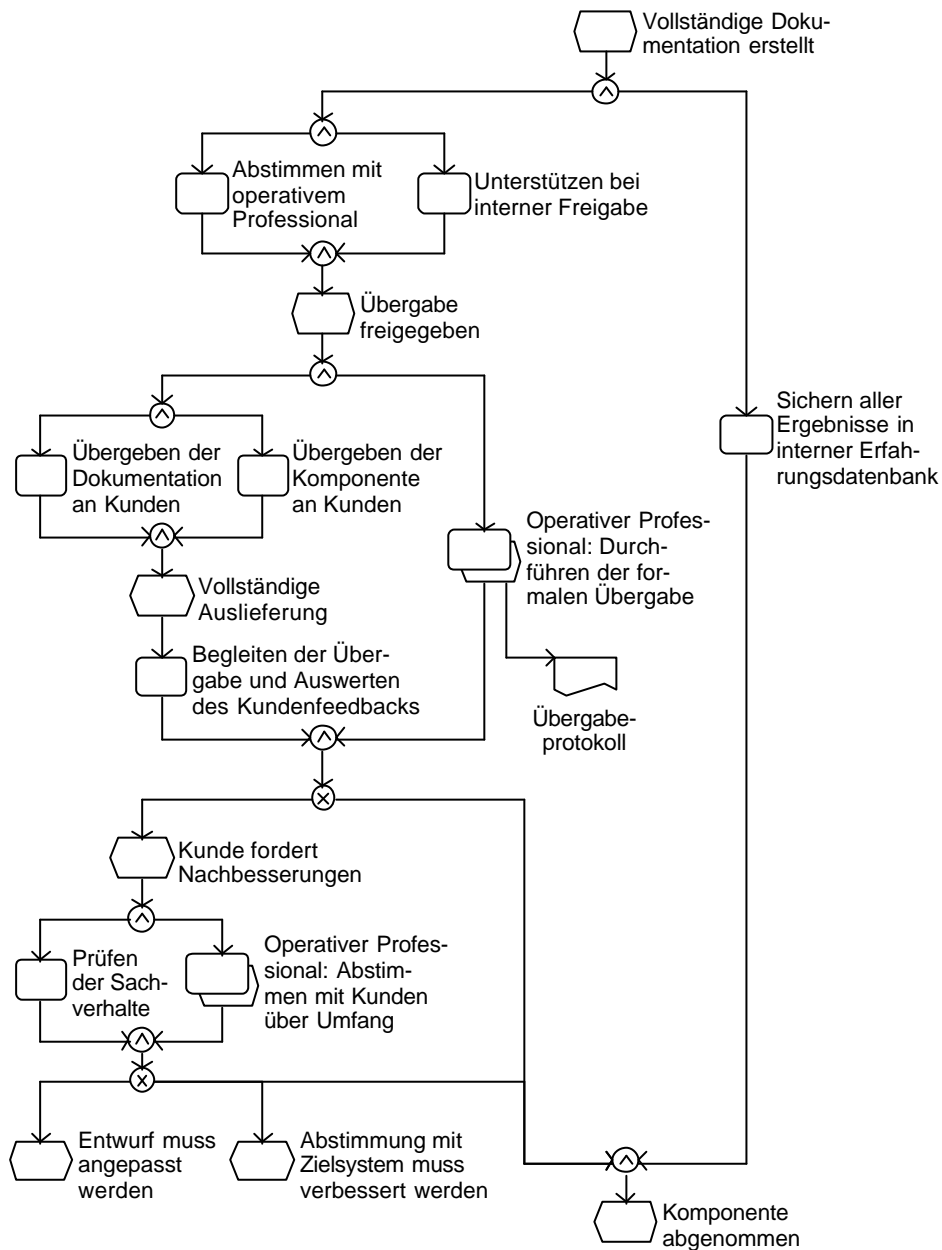 Vollständige Doku-
mentation erstellt
Abstimmen mit
operativem
Professional
Unterstützen bei
interner Freigabe
Übergabe
freigegeben
Sichern aller
Ergebnisse in
interner Erfah-
rungsdatenbank
Übergeben der
Dokumentation
an Kunden
Übergeben der
Komponente
an Kunden
Operativer Profes-
sional: Durch-
führen der for-
malen Übergabe
Vollständige
Auslieferung
Begleiten der Über-
gabe und Auswerten
des Kundenfeedbacks
Übergabe-
protokoll
Kunde fordert
Nachbesserungen
Prüfen
der Sach-
verhalte
Operativer Profes-
sional: Abstim-
men mit Kunden
über Umfang
Entwurf muss
angepasst
werden
Abstimmung mit
Zielsystem muss
verbessert werden
Komponente
abgenommen